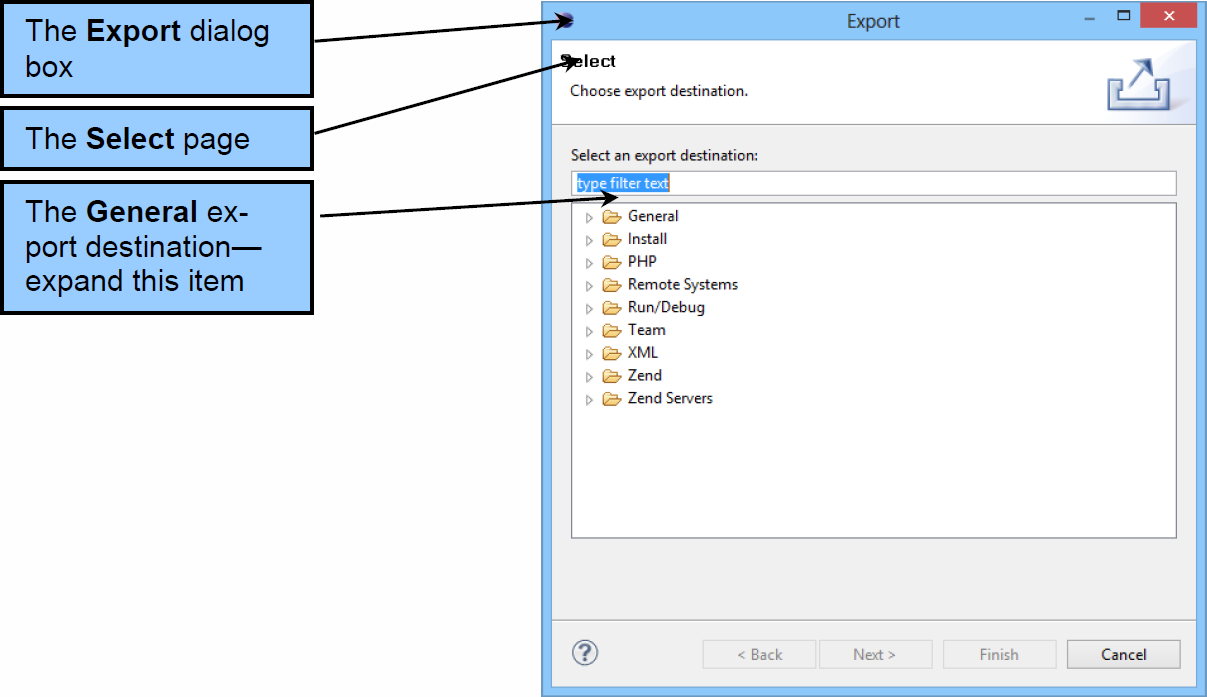 The Export dialog
box
The Select page
The General ex-
port destination—
expand this item
Export
Select
Choose export destination.
Select an export destination:
type filter text
General
Install
PHP
Remote Systems
Run/Debug
Team
XML
Zend
Zend Servers
?
< Back
Next >
Finish
Cancel